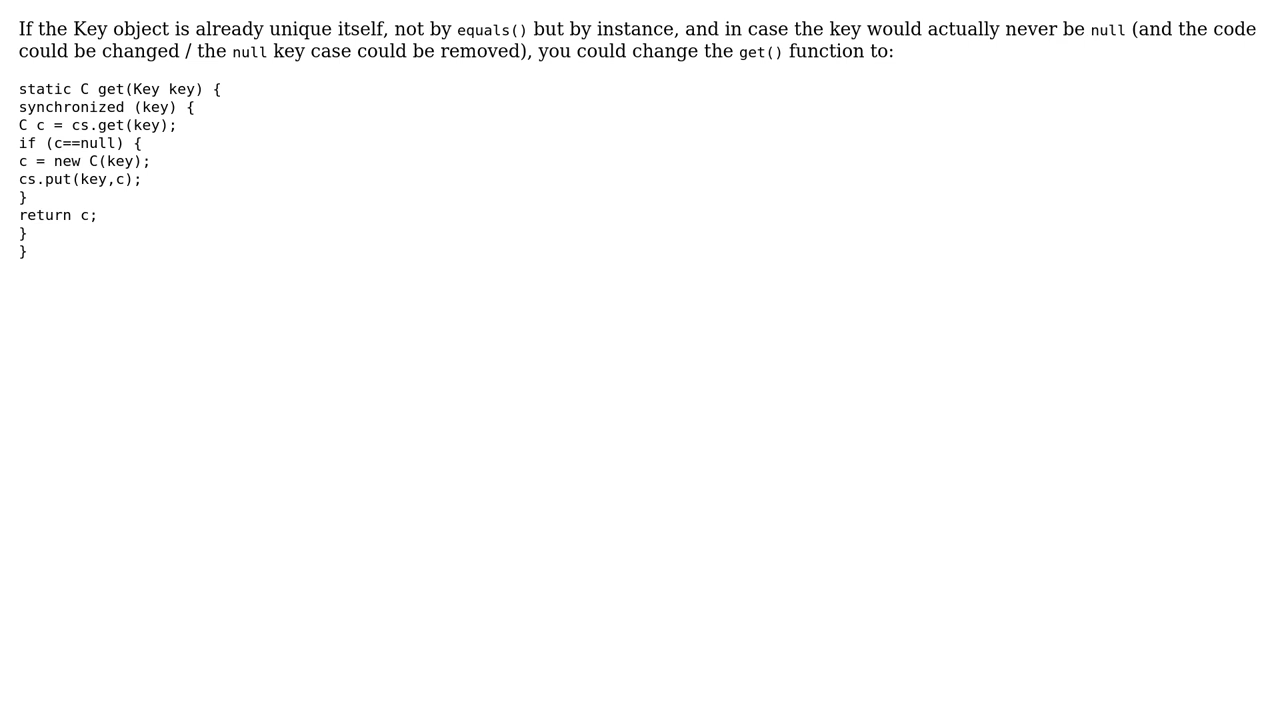 If the Key object is already unique itself, not by equals() but by instance, and in case the key would actually never be null (and the code
could be changed / the null key case could be removed), you could change the get() function to:
static C get(Key key) {
synchronized (key) {
C c = cs.get(key);
if (c==null) {
c = new C(key);
cs.put(key,c);
}
return c;
}
}